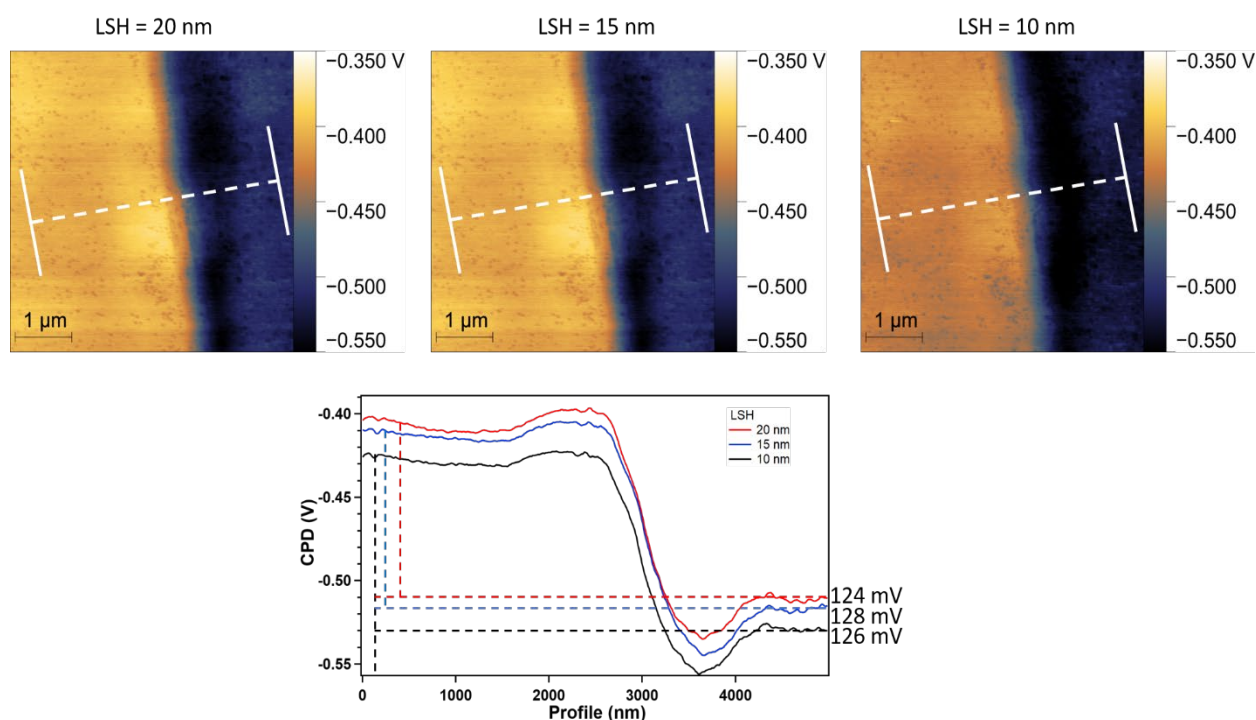 LSH = 20 nm
LSH = 15 nm
LSH = 10 nm
−0.350 V
−0.400
−0.450
−0.500
−0.550
1 µm
−0.350 V
−0.400
−0.450
−0.500
−0.550
1 µm
−0.350 V
−0.400
−0.450
−0.500
−0.550
1 µm
CPD (V)
-0.40
-0.45
-0.50
-0.55
LSH
20 nm
15 nm
10 nm
124 mV
128 mV
126 mV
0
1000
2000
3000
4000
Profile (nm)